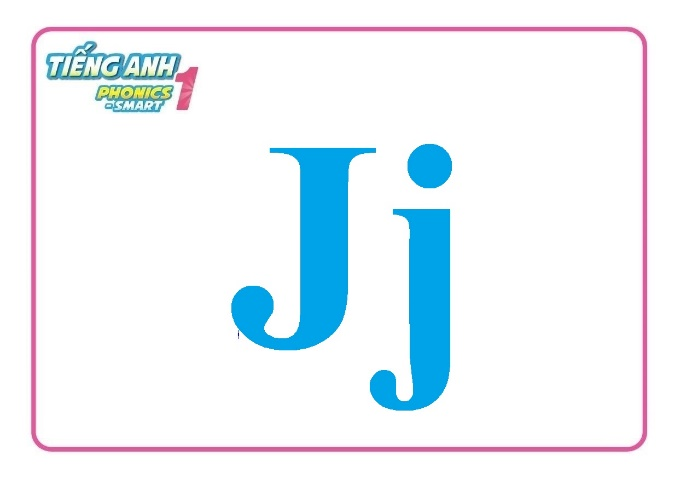 TIẾNG ANH
PHONICS 1
-SMART
Jj